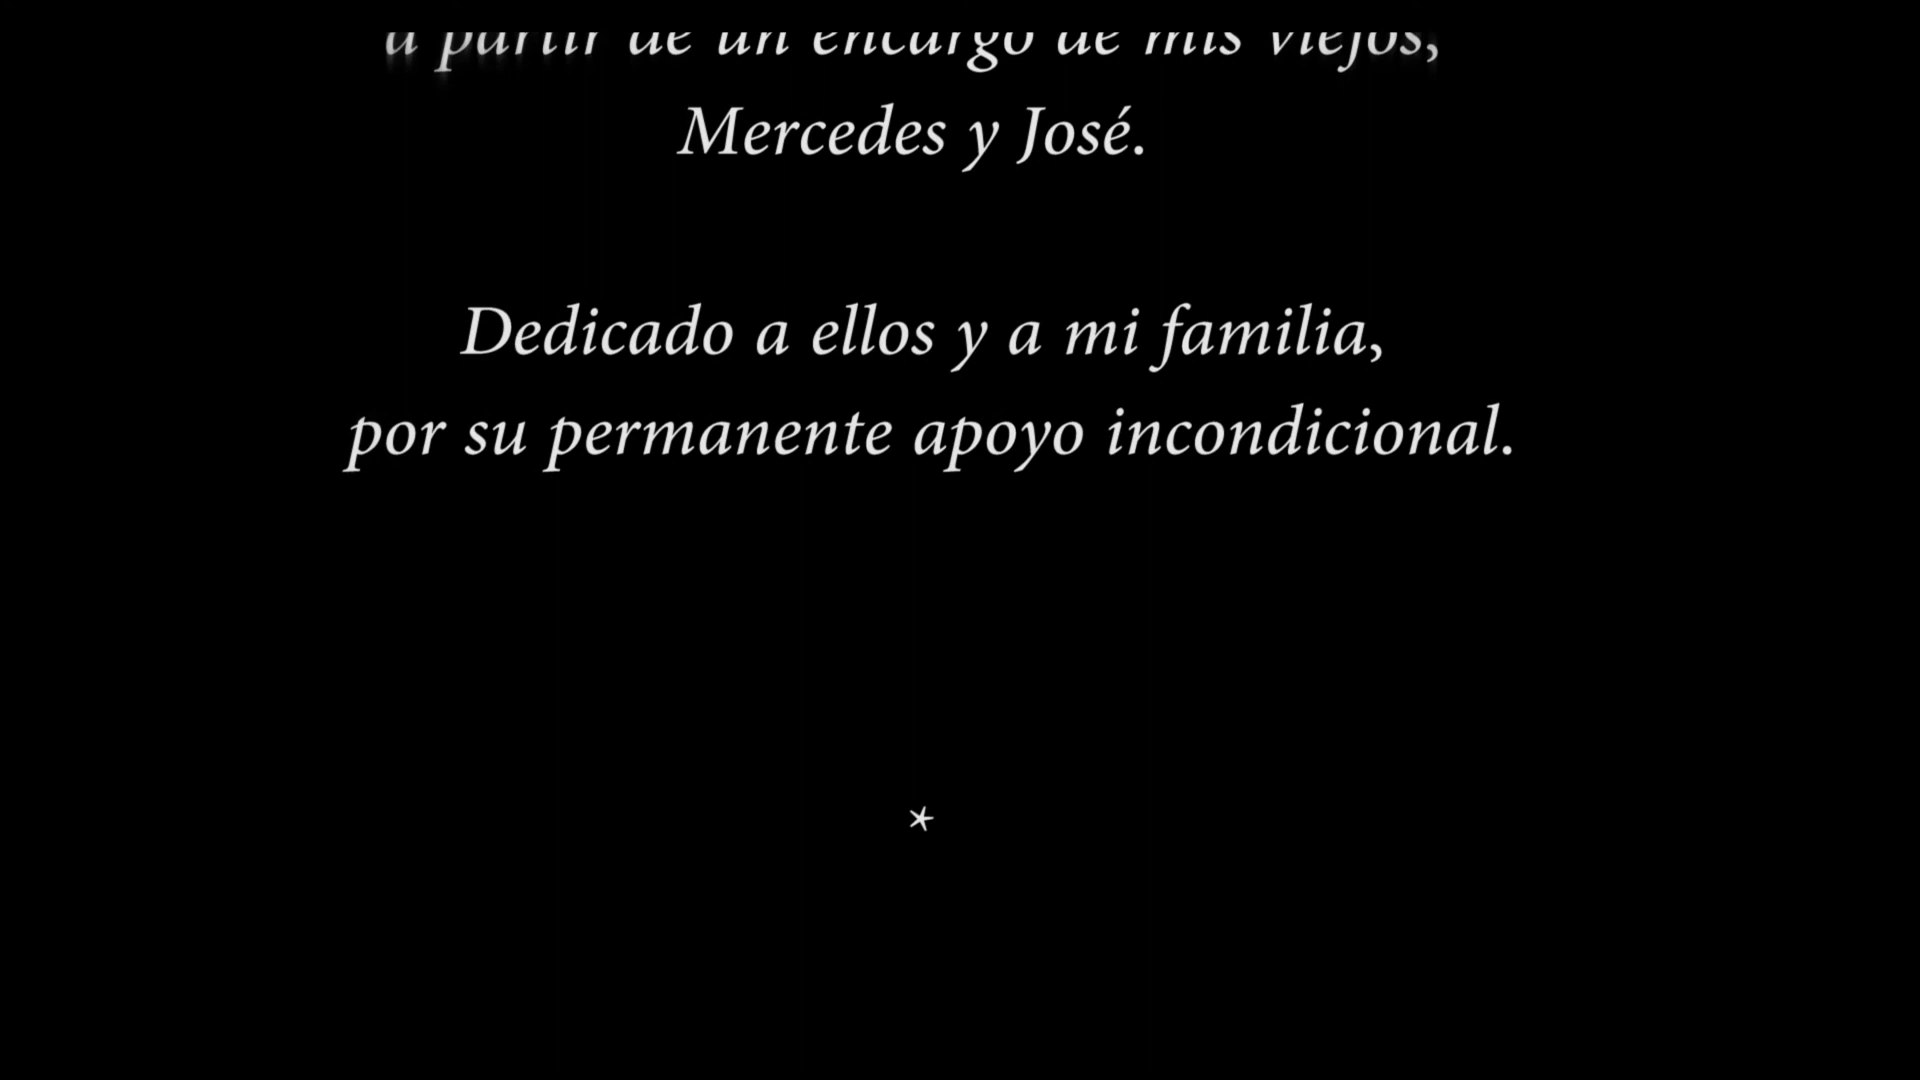 a partir de un encargo de mis viejos,
Mercedes y José.
Dedicado a ellos y a mi familia,
por su permanente apoyo incondicional.
*